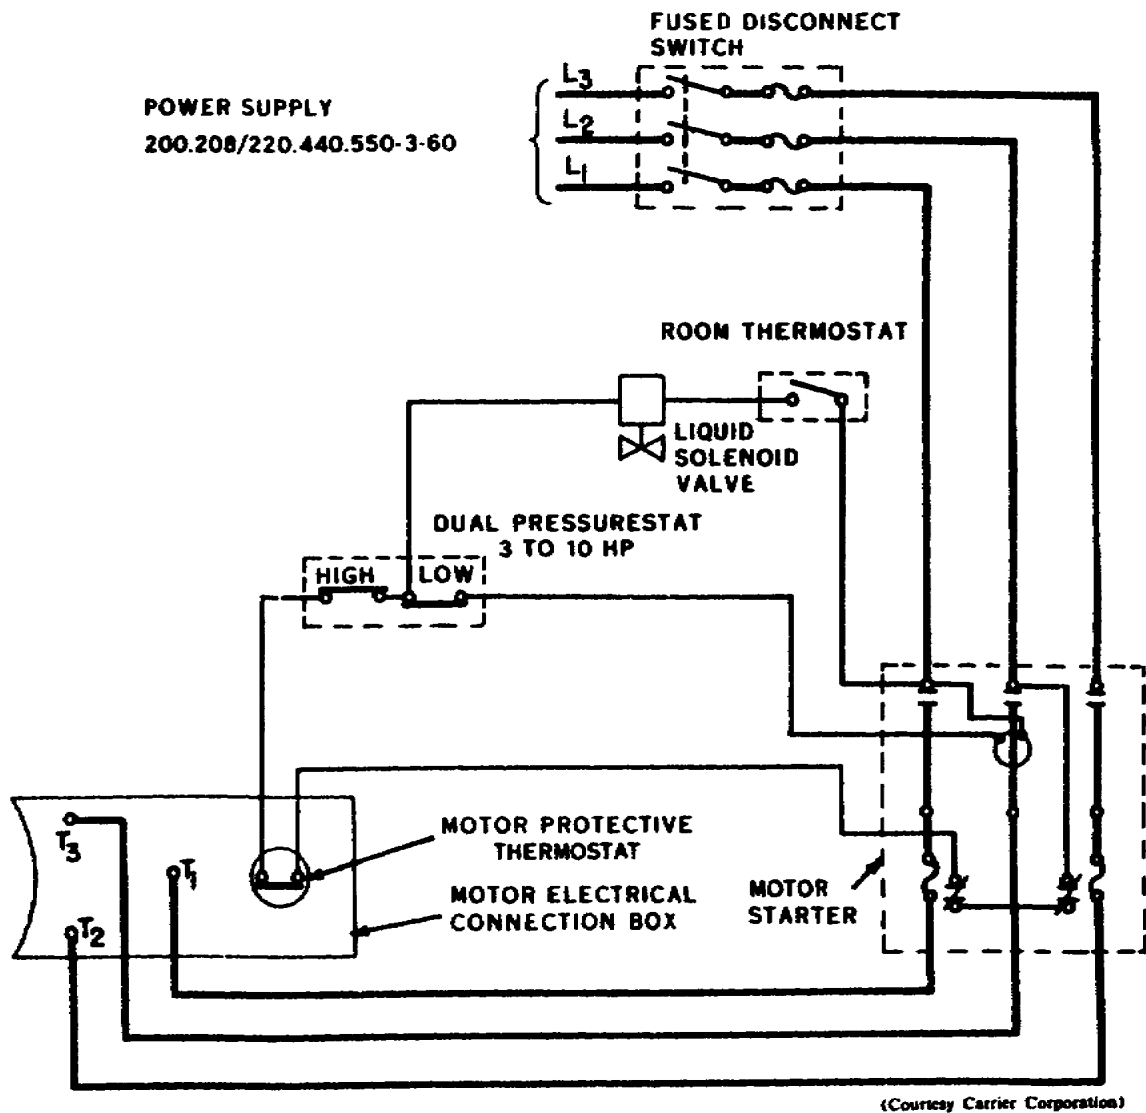 FUSED DISCONNECT
SWITCH
POWER SUPPLY
200.208/220.440.550-3-60
L3
L2
L1
ROOM THERMOSTAT
LIQUID
SOLENOID
VALVE
DUAL PRESSURESTAT
3 TO 10 HP
HIGH
LOW
T3
T1
T2
MOTOR PROTECTIVE
THERMOSTAT
MOTOR ELECTRICAL
CONNECTION BOX
MOTOR
STARTER
(Courtesy Carrier Corporation)